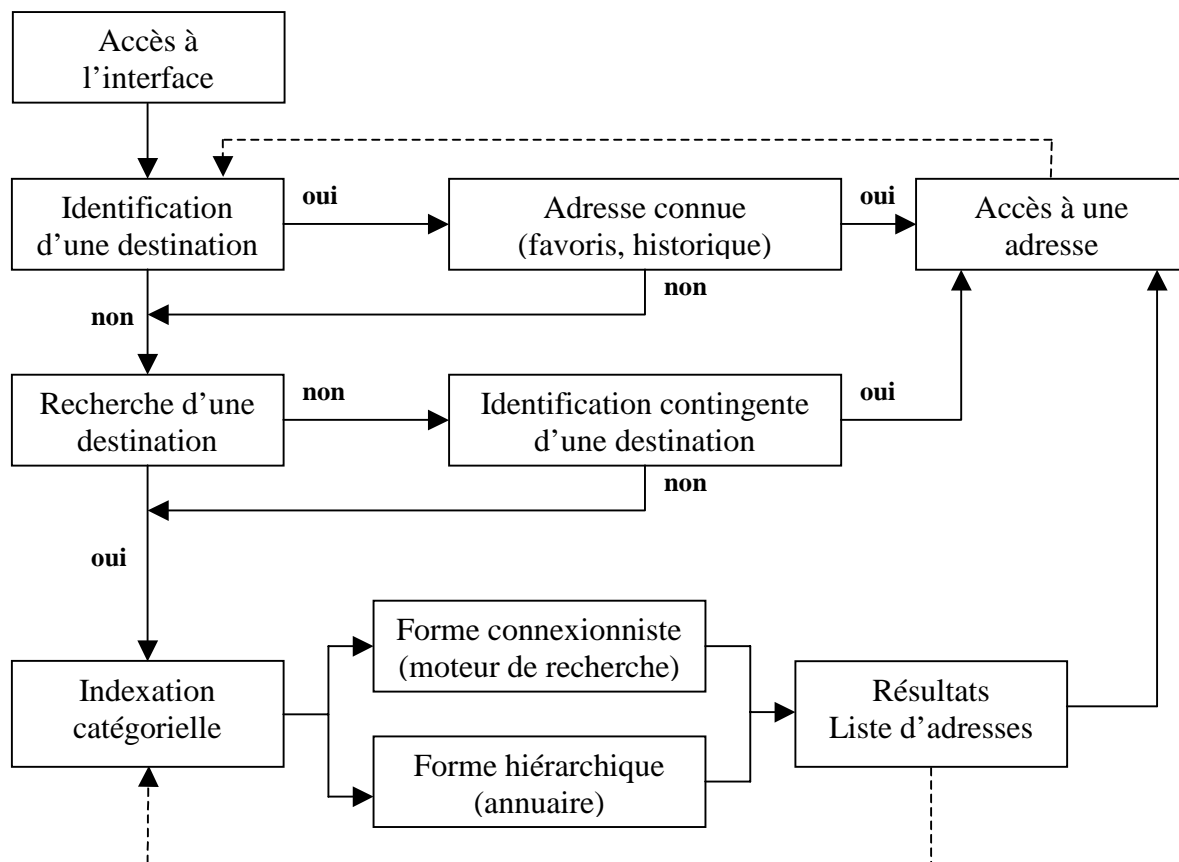 Accès à
l’interface
Identification
d’une destination
oui
Adresse connue
(favoris, historique)
oui
Accès à une
adresse
non
non
Recherche d’une
destination
non
Identification contingente
d’une destination
oui
non
oui
Forme connexionniste
(moteur de recherche)
Indexation
catégorielle
Résultats
Liste d’adresses
Forme hiérarchique
(annuaire)